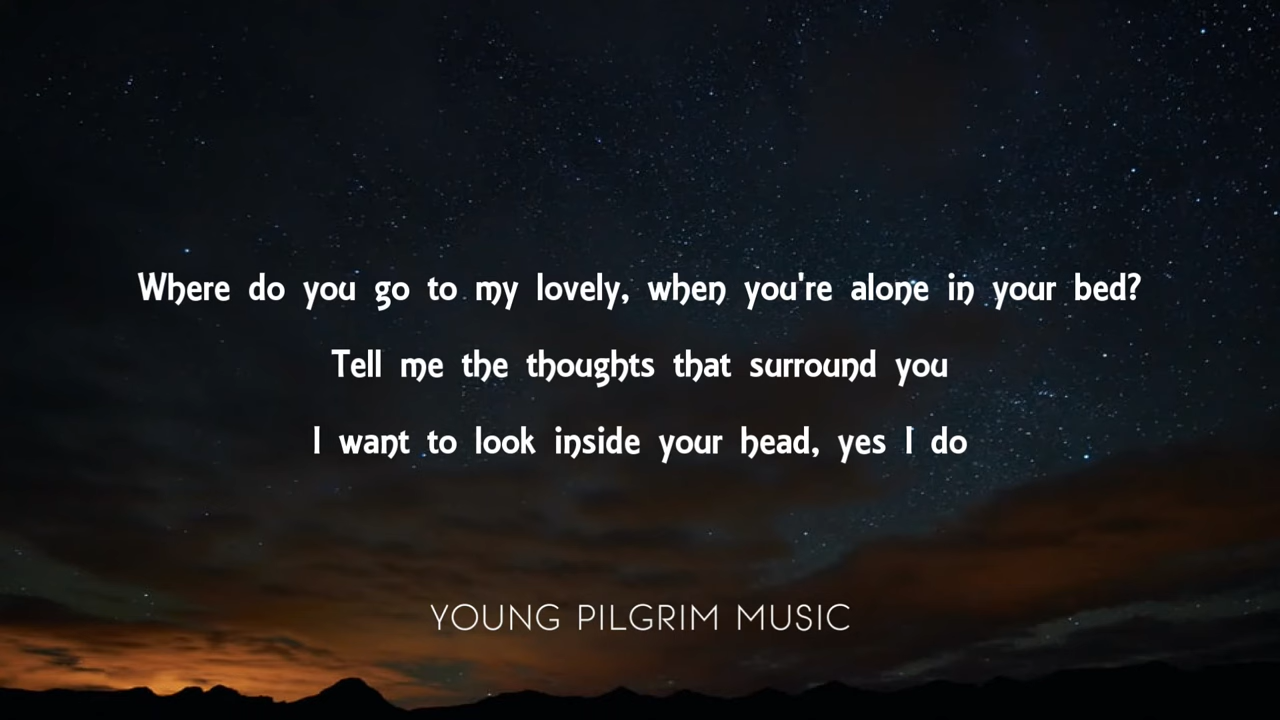 Where do you go to my lovely, when you're alone in your bed?
Tell me the thoughts that surround you
I want to look inside your head, yes I do
YOUNG PILGRIM MUSIC